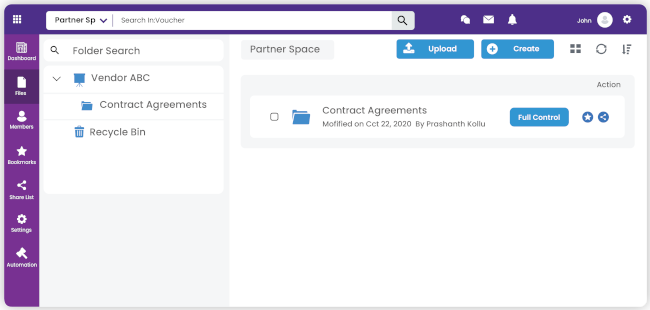 Partner Sp
Search In:Voucher
John
Dashboard
Files
Members
Bookmarks
Share List
Settings
Automation
Folder Search
Vendor ABC
Contract Agreements
Recycle Bin
Partner Space
Upload
Create
Action
Contract Agreements
Mofified on Cct 22, 2020 By Prashanth Kollu
Full Control